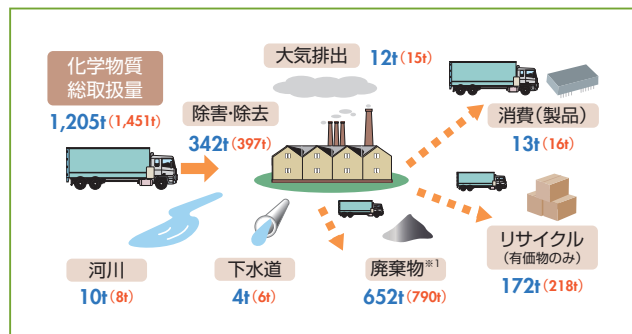 化学物質
総取扱量
1,205t(1,451t)
大気排出
12t(15t)
除害・除去
342t(397t)
消費(製品)
13t(16t)
河川
10t(8t)
下水道
4t(6t)
廃棄物※1
652t(790t)
リサイクル
(有価物のみ)
172t(218t)